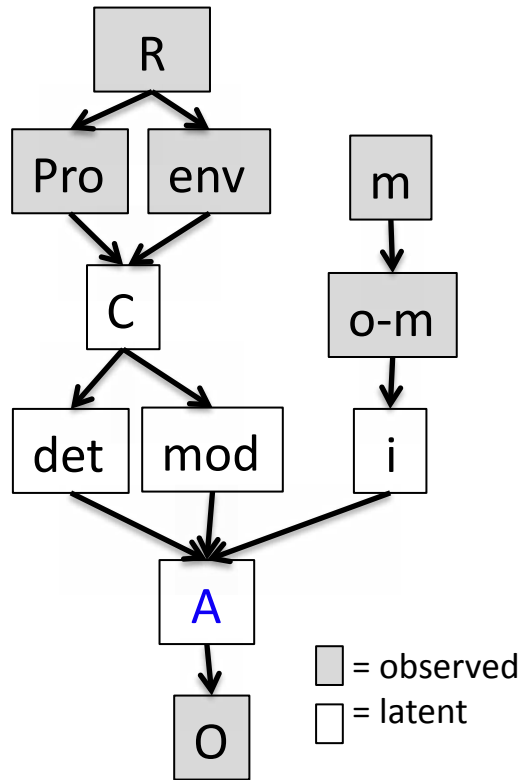 R
Pro
env
m
C
o-m
det
mod
i
A
O
= observed
= latent